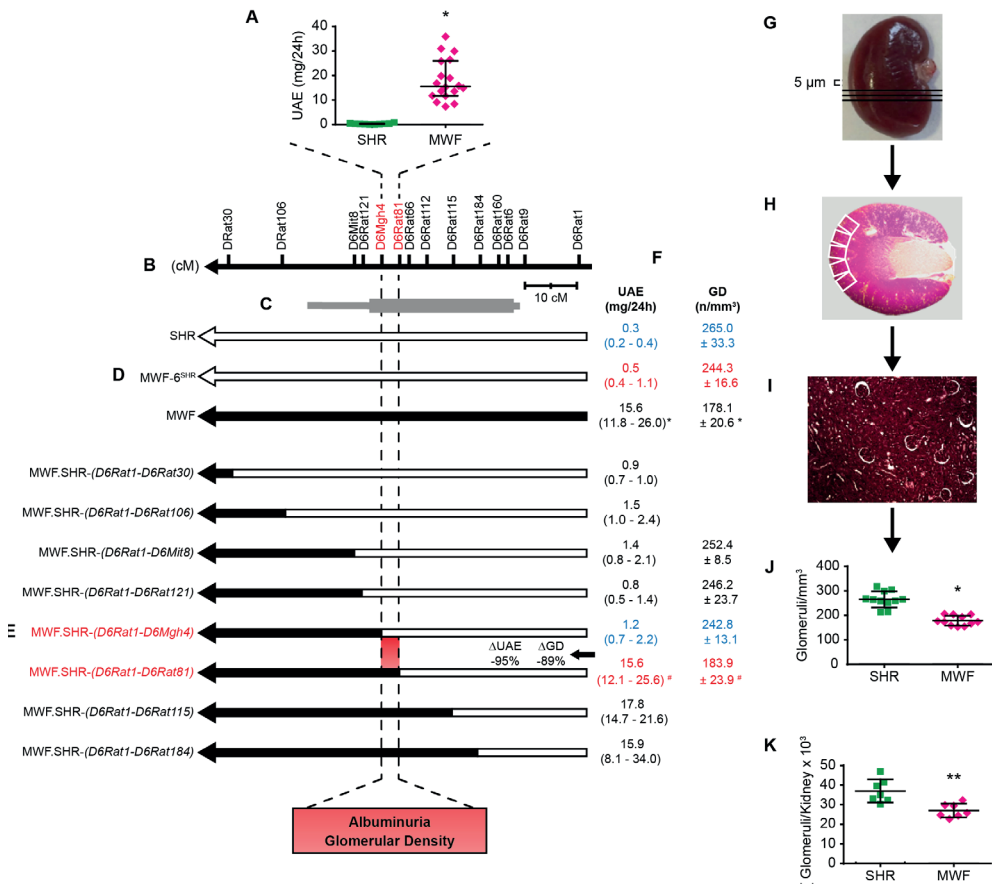 A
*
UAE (mg/24h)
40
30
20
10
0
SHR
MWF
DRat30
DRat106
D6Mit8
D6Rat121
D6Mgh4
D6Rat81
D6Rat66
D6Rat112
D6Rat115
D6Rat184
D6Rat160
D6Rat6
D6Rat9
D6Rat1
B
(cM)
10 cM
C
F
UAE
(mg/24h)
GD
(n/mm³)
SHR
0.3
(0.2 - 0.4)
265.0
± 33.3
D
MWF-6ˢᴴᴿ
0.5
(0.4 - 1.1)
244.3
± 16.6
MWF
15.6
(11.8 - 26.0)*
178.1
± 20.6 *
MWF.SHR-(D6Rat1-D6Rat30)
0.9
(0.7 - 1.0)
MWF.SHR-(D6Rat1-D6Rat106)
1.5
(1.0 - 2.4)
MWF.SHR-(D6Rat1-D6Mit8)
1.4
(0.8 - 2.1)
252.4
± 8.5
MWF.SHR-(D6Rat1-D6Rat121)
0.8
(0.5 - 1.4)
246.2
± 23.7
E
MWF.SHR-(D6Rat1-D6Mgh4)
1.2
(0.7 - 2.2)
242.8
± 13.1
ΔUAE
-95%
ΔGD
-89%
MWF.SHR-(D6Rat1-D6Rat81)
15.6
(12.1 - 25.6) #
183.9
± 23.9 #
MWF.SHR-(D6Rat1-D6Rat115)
17.8
(14.7 - 21.6)
MWF.SHR-(D6Rat1-D6Rat184)
15.9
(8.1 - 34.0)
Albuminuria
Glomerular Density
G
5 µm
H
I
J
Glomeruli/mm³
400
300
200
100
0
*
SHR
MWF
K
Glomeruli/Kidney x 10³
50
40
30
20
10
0
**
SHR
MWF